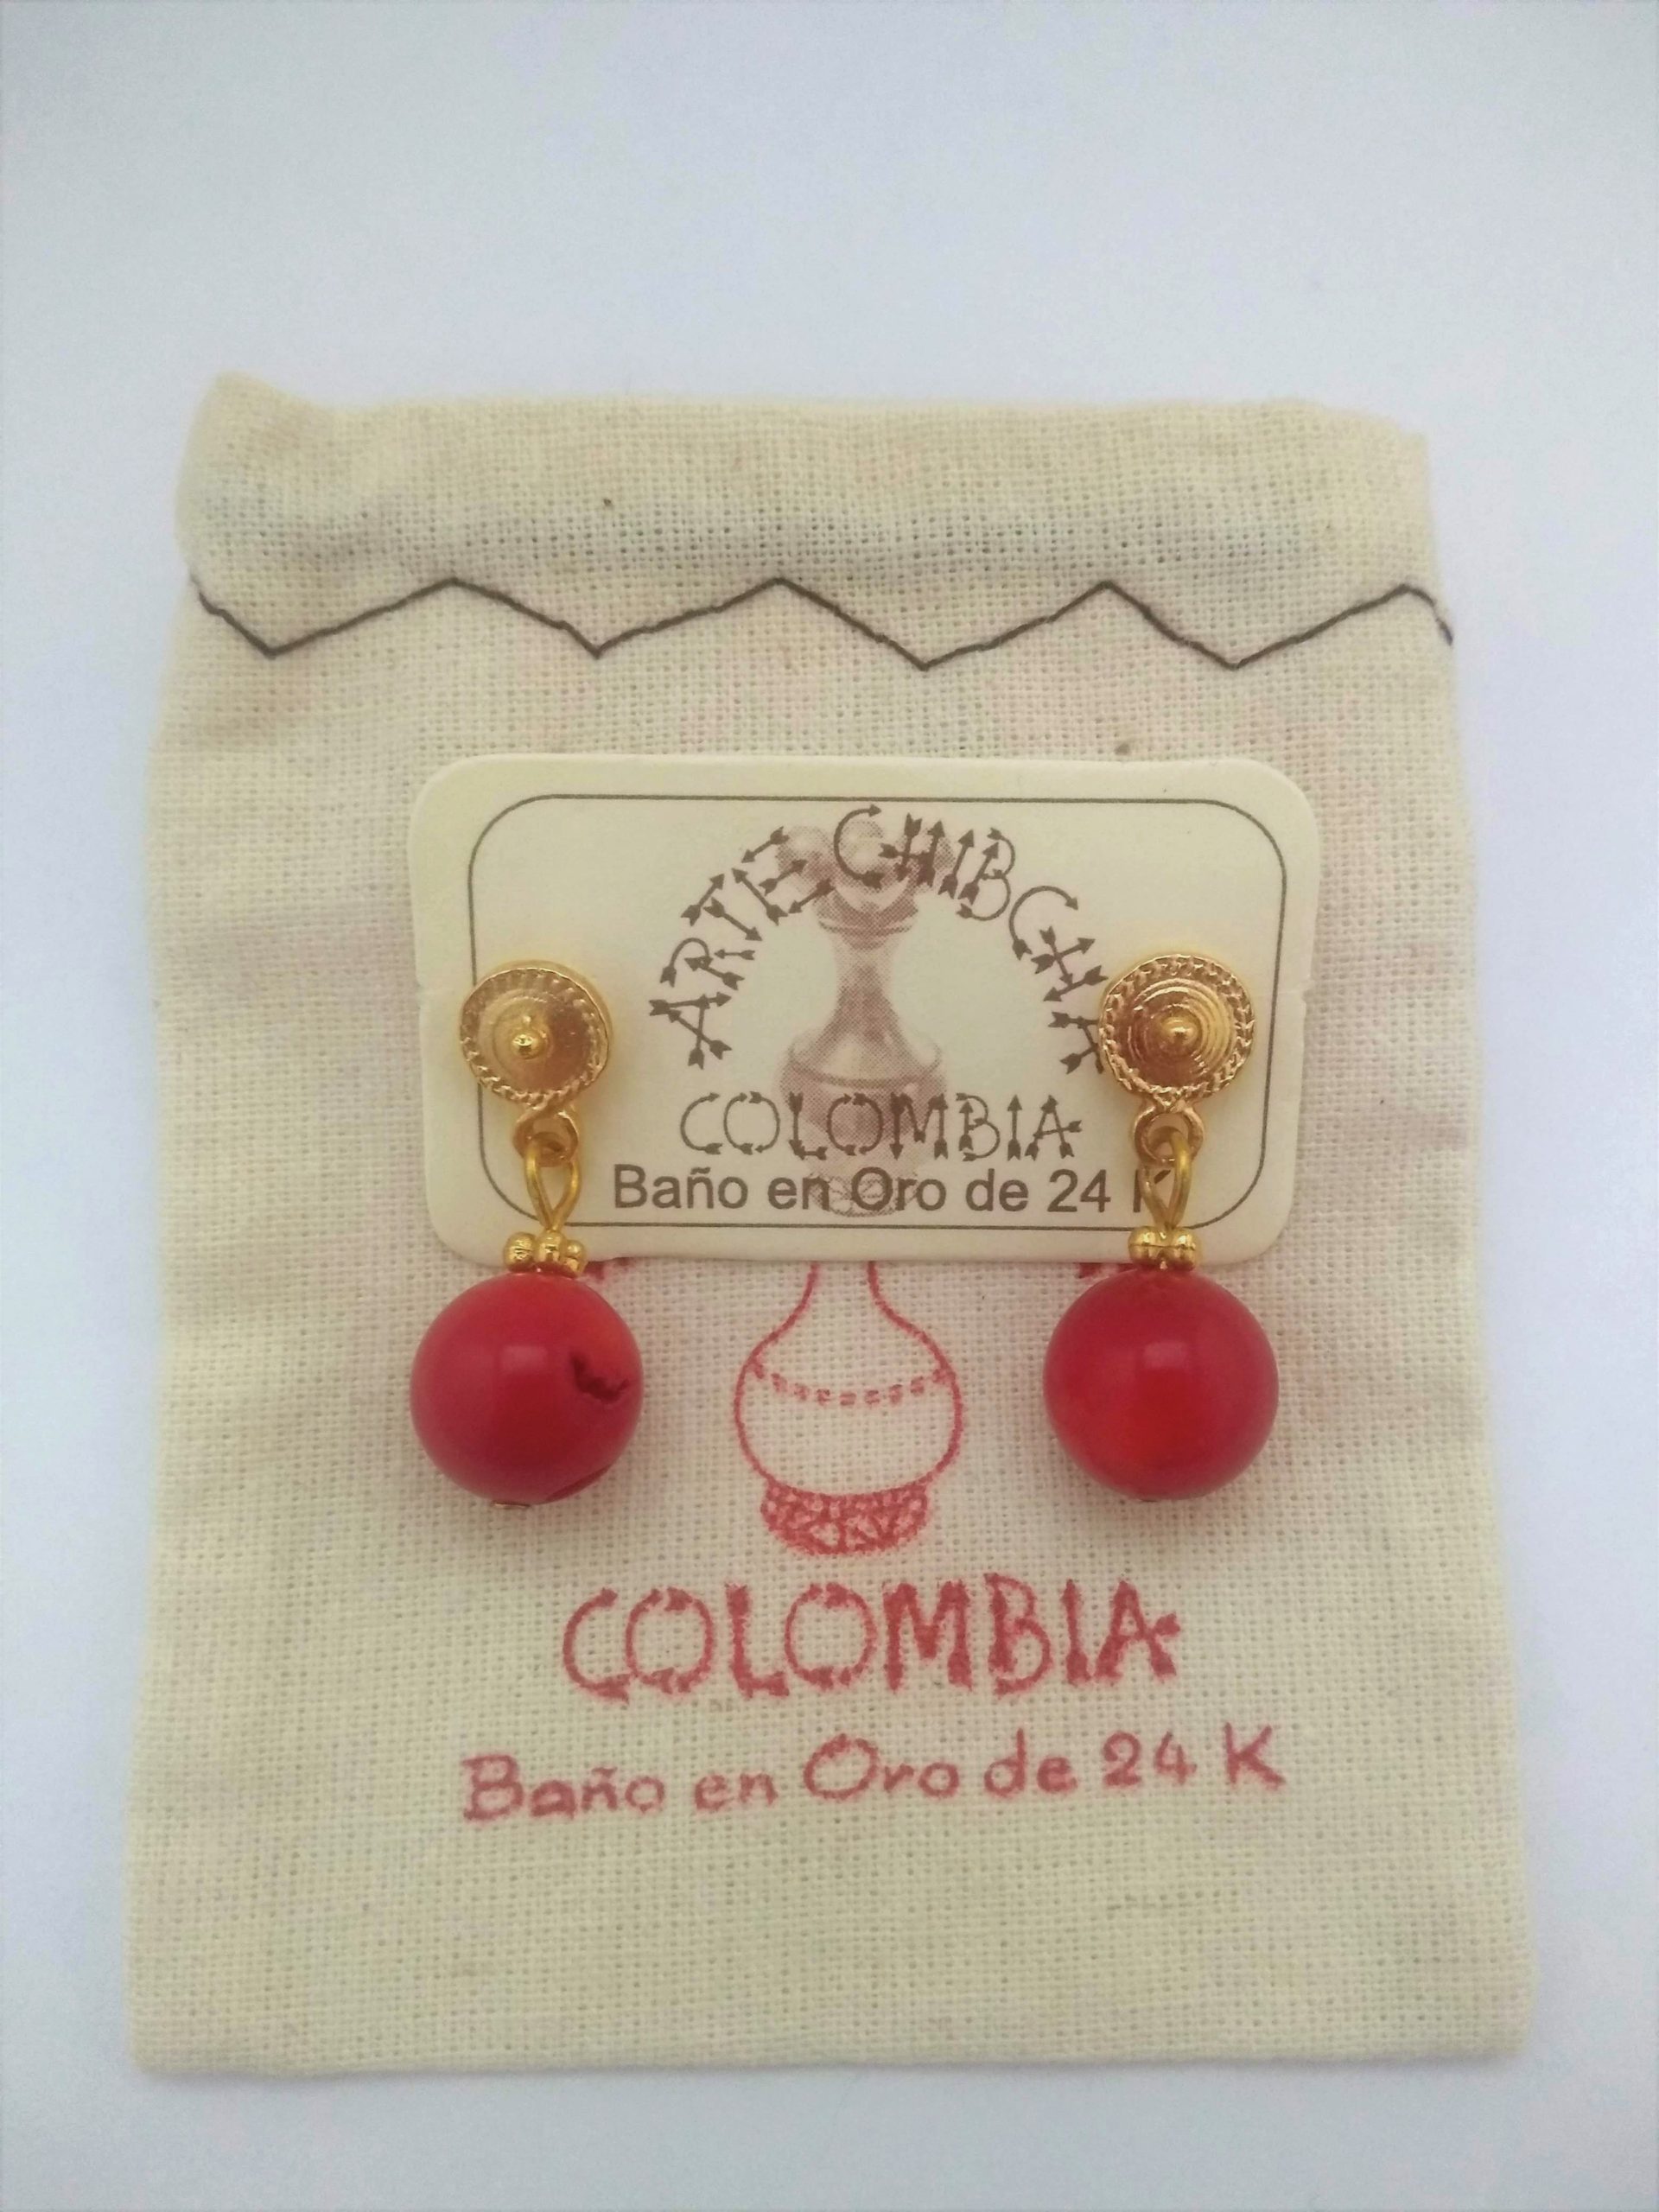 ARTE CHIBCHA
COLOMBIA
Baño en Oro de 24 K
COLOMBIA
Baño en Oro de 24 K